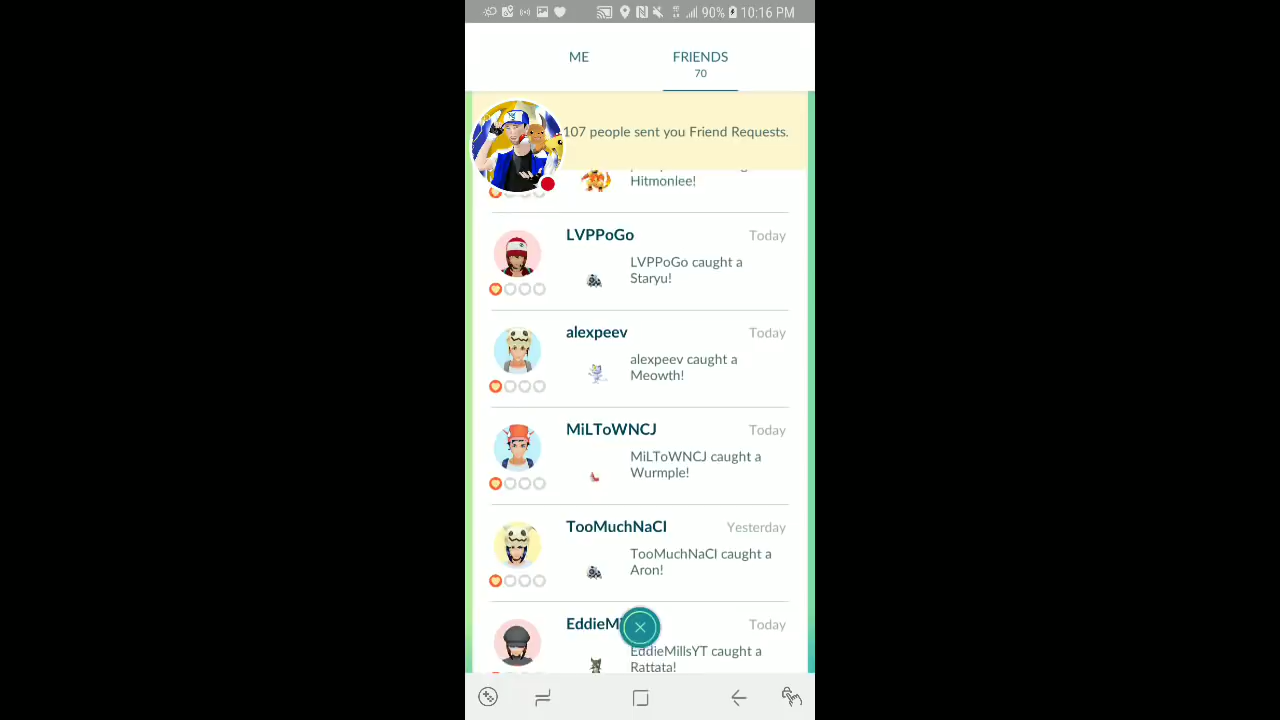 90% 10:16 PM
ME
FRIENDS
70
107 people sent you Friend Requests.
Hitmonlee!
LVPPoGo
Today
LVPPoGo caught a
Staryu!
alexpeev
Today
alexpeev caught a
Meowth!
MiLToWNCJ
Today
MiLToWNCJ caught a
Wurmple!
TooMuchNaCl
Yesterday
TooMuchNaCl caught a
Aron!
EddieMi
Today
EddieMillsYT caught a
Rattata!